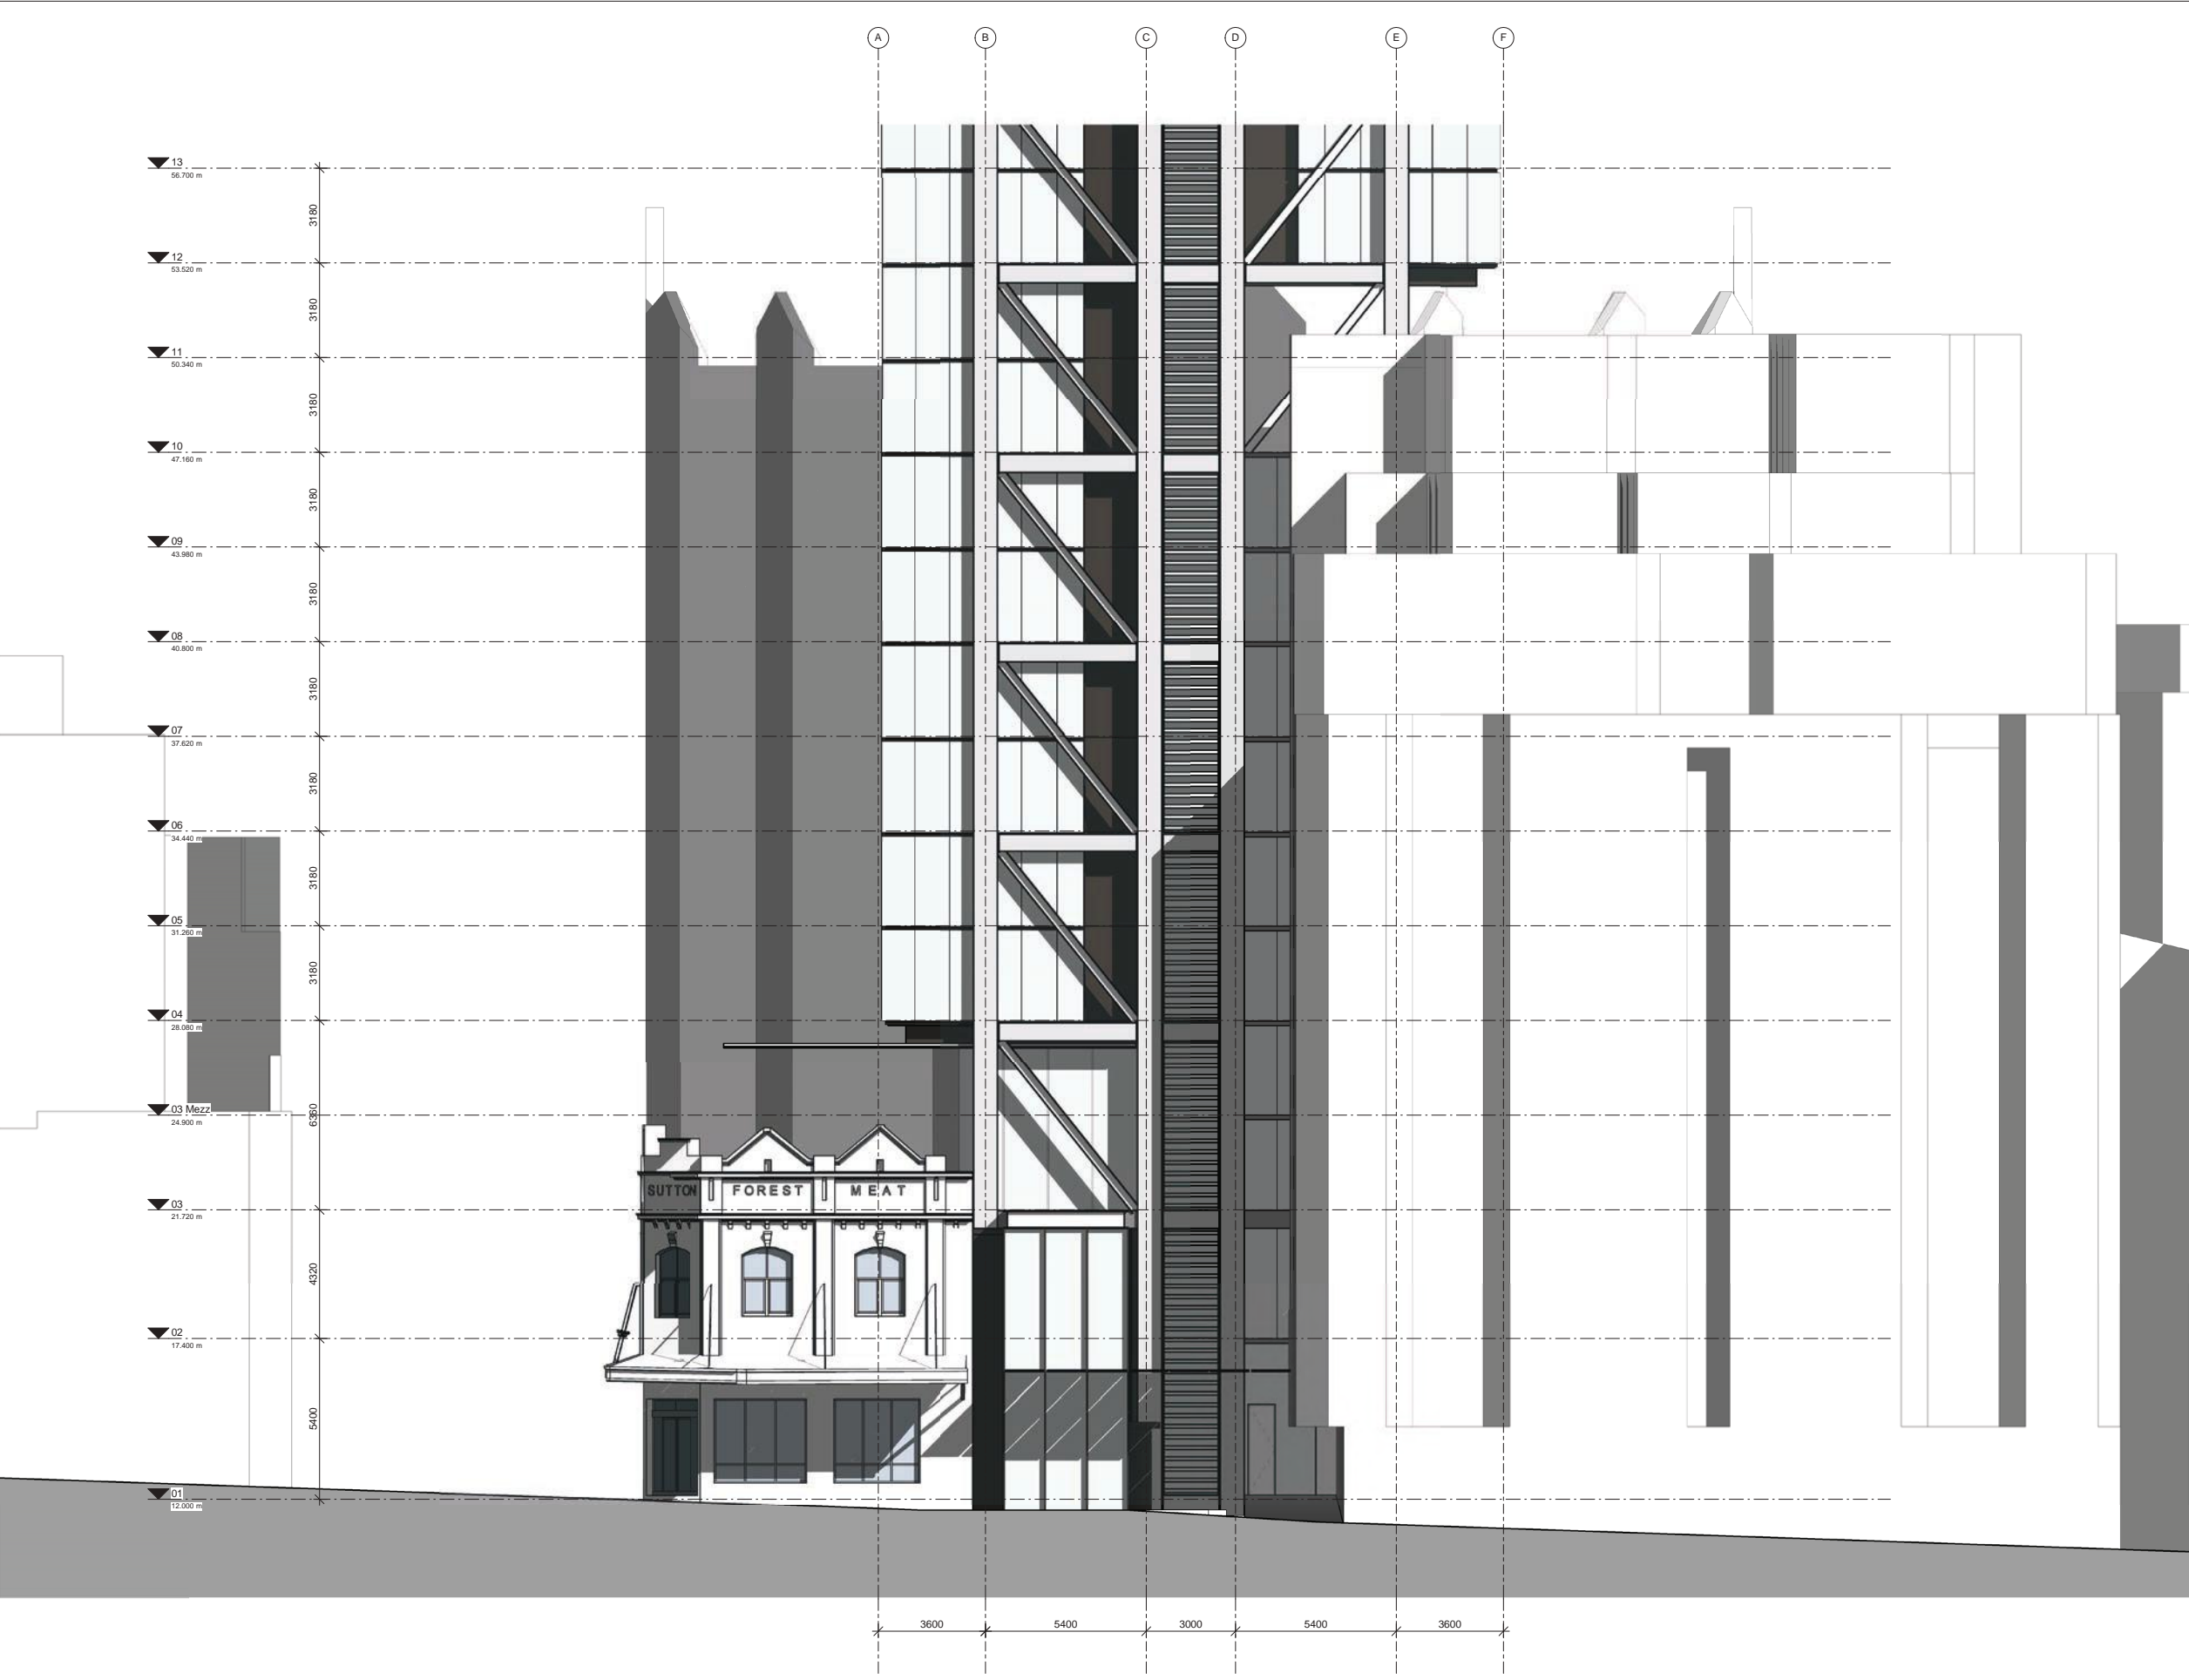 A B C D E F
13
56.700 m
3180
12
53.520 m
3180
11
50.340 m
3180
10
47.160 m
3180
09
43.980 m
3180
08
40.800 m
3180
07
37.620 m
3180
06
34.440 m
3180
05
31.260 m
3180
04
28.080 m
6360
03 Mezz
24.900 m
SUTTON FOREST MEAT
03
21.720 m
4320
02
17.400 m
5400
01
12.000 m
3600 5400 3000 5400 3600